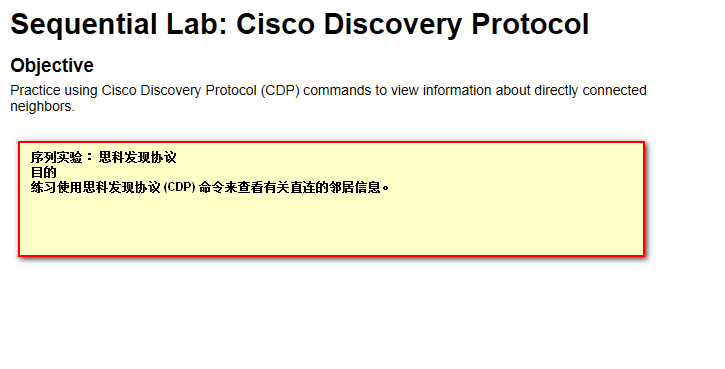 Sequential Lab: Cisco Discovery Protocol
Objective
Practice using Cisco Discovery Protocol (CDP) commands to view information about directly connected
neighbors.
序列实验：思科发现协议
目的
练习使用思科发现协议 (CDP) 命令来查看有关直连的邻居信息。